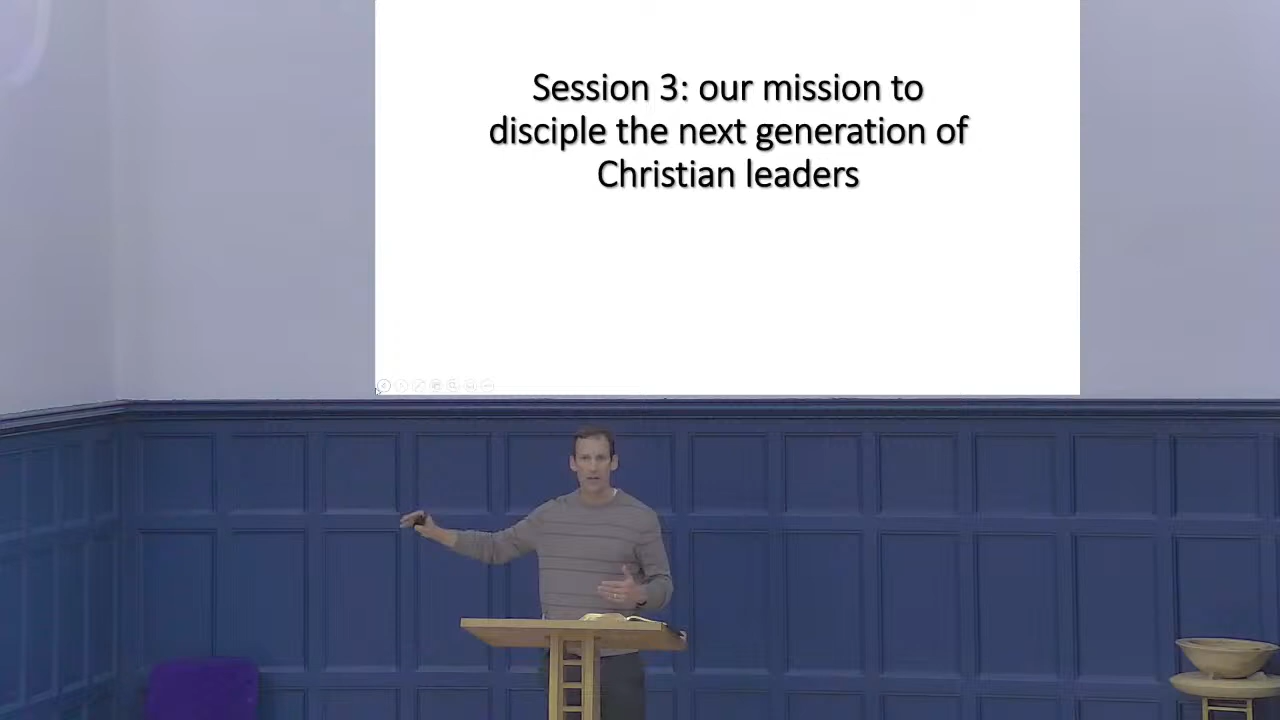 Session 3: our mission to
disciple the next generation of
Christian leaders